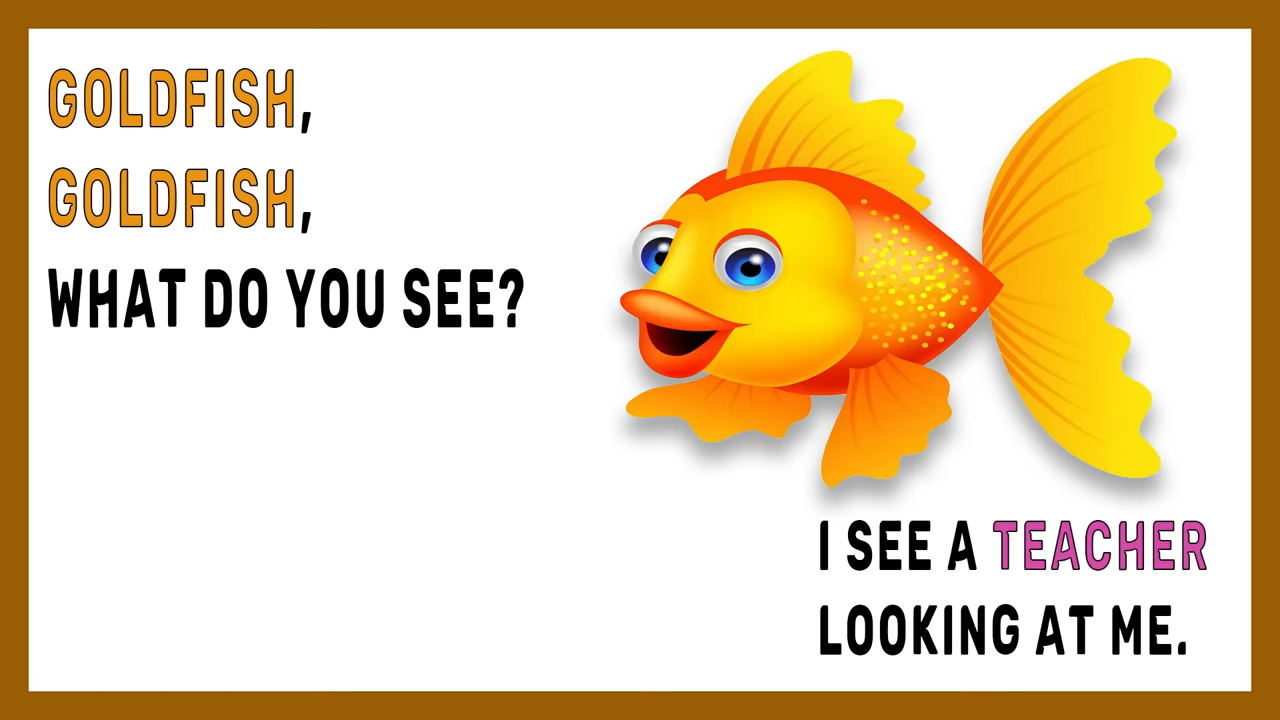 GOLDFISH,
GOLDFISH,
WHAT DO YOU SEE?
I SEE A TEACHER
LOOKING AT ME.